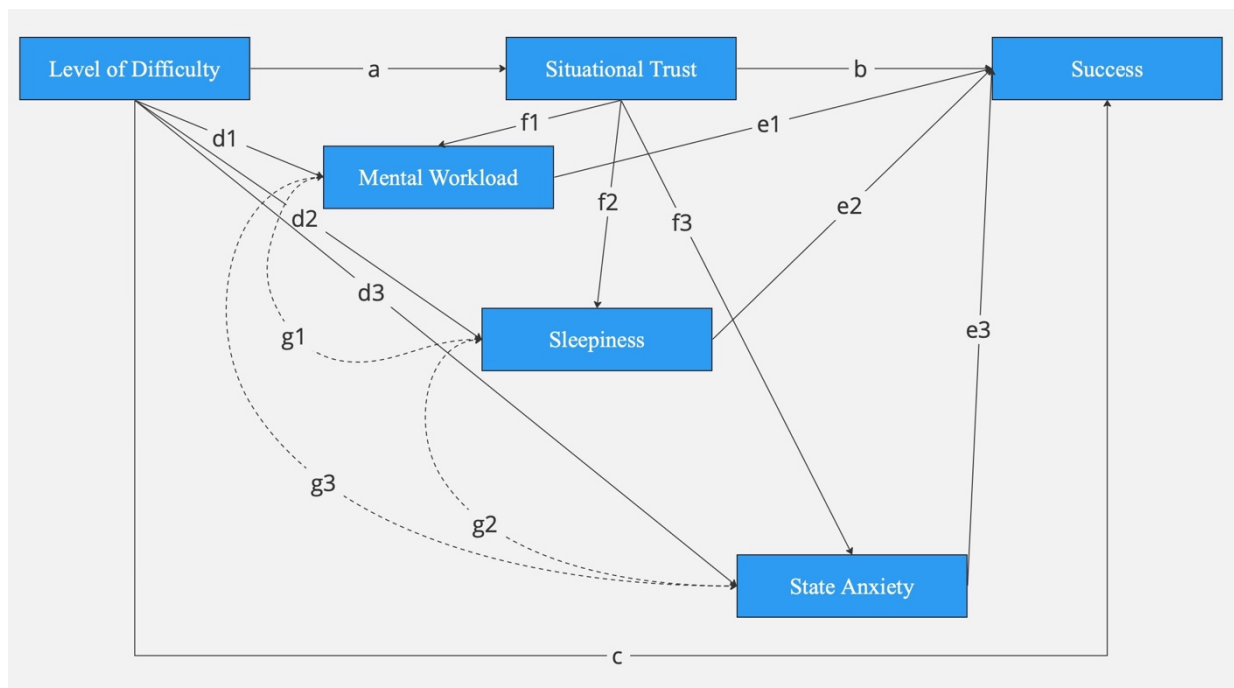 Level of Difficulty
a
Situational Trust
b
Success
d1
f1
e1
Mental Workload
d2
f2
f3
e2
d3
g1
Sleepiness
e3
g3
g2
State Anxiety
c